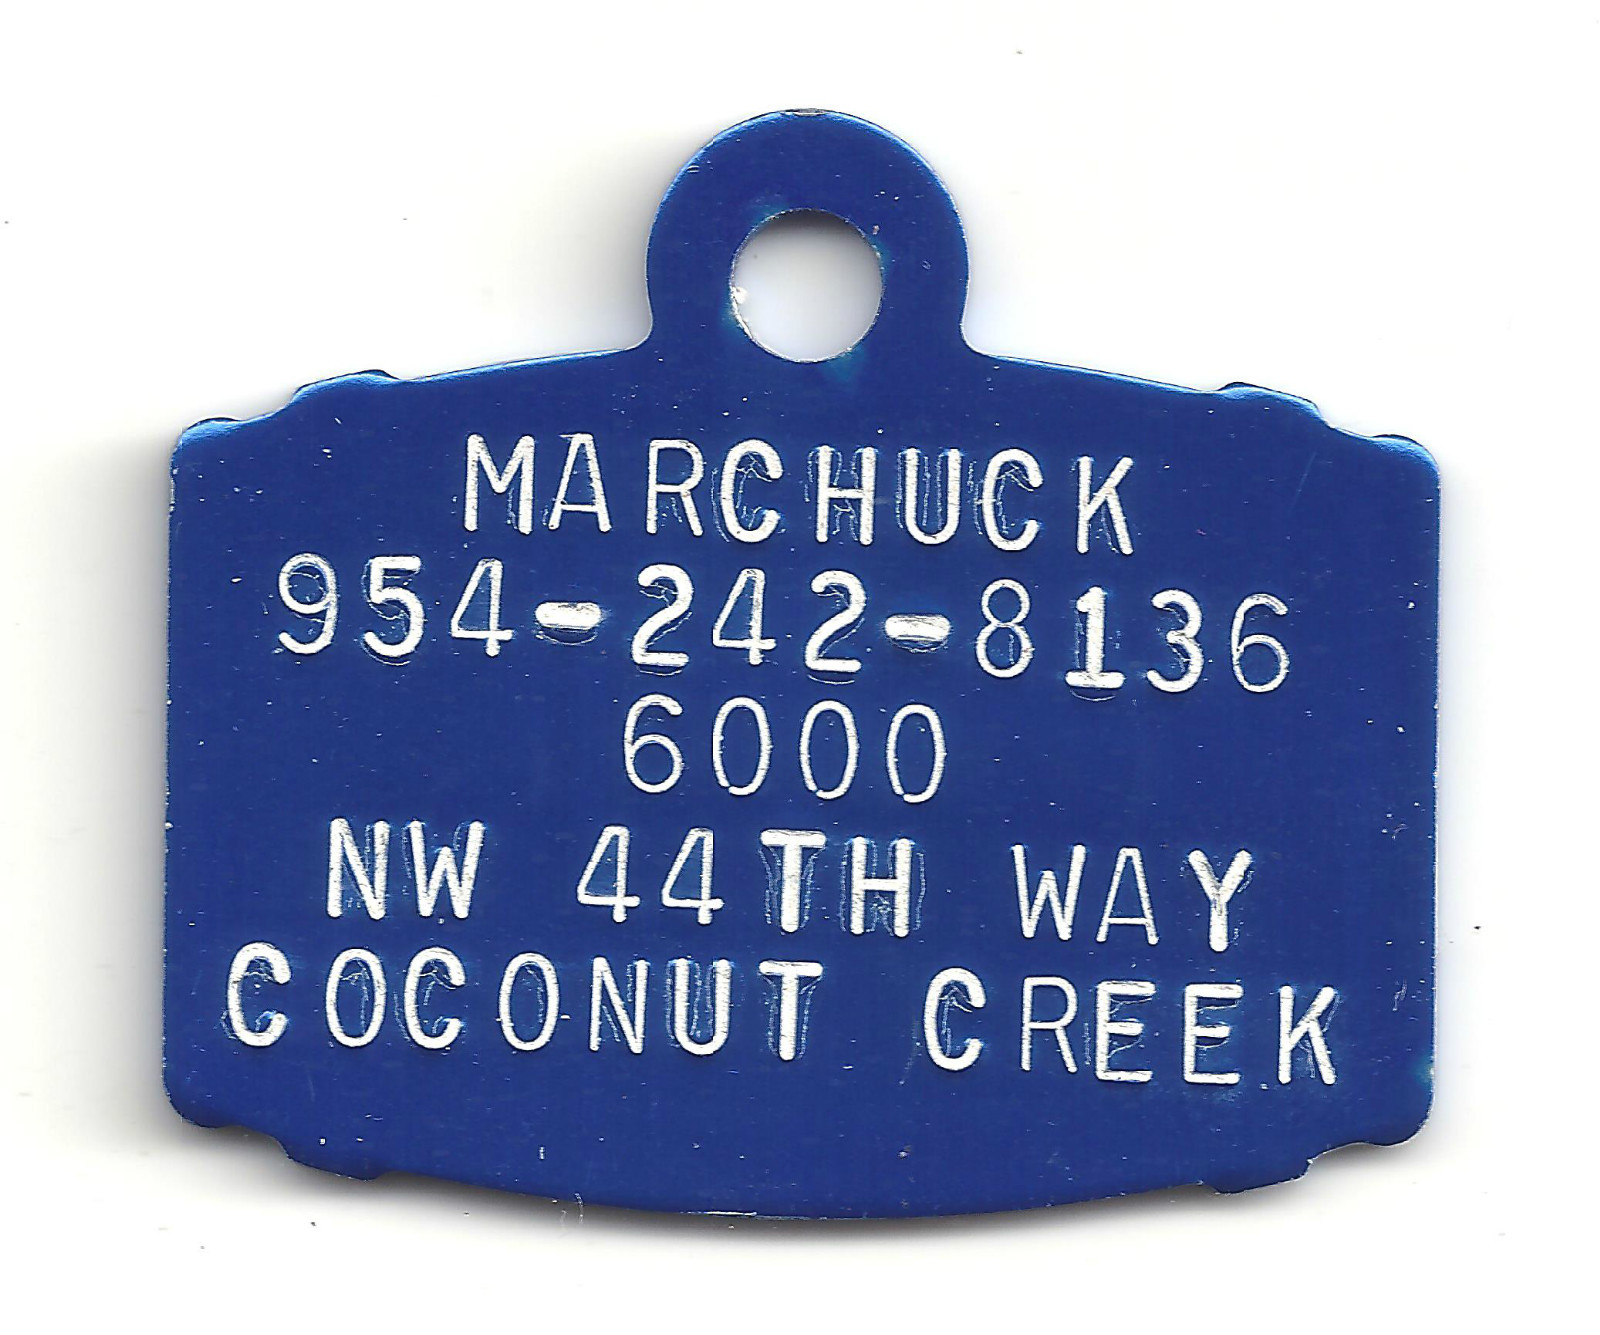 MARCHUCK
954-242-8136
6000
NW 44TH WAY
COCONUT CREEK